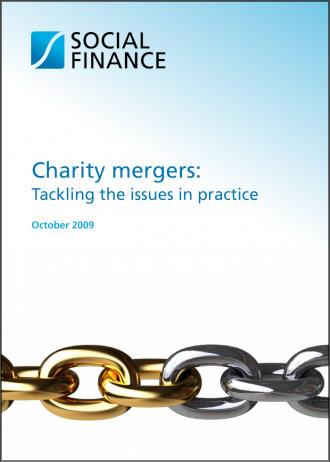 SOCIAL
FINANCE
Charity mergers:
Tackling the issues in practice
October 2009